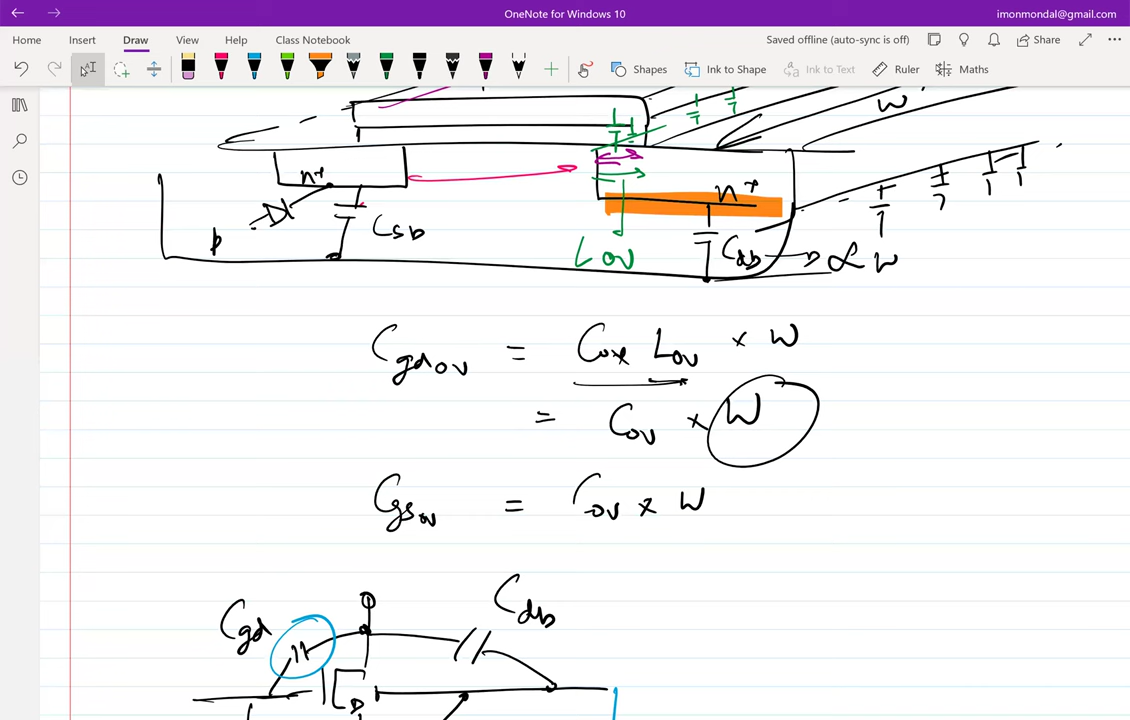 OneNote for Windows 10
imonmondal@gmail.com
Home Insert Draw View Help Class Notebook
Saved offline (auto-sync is off) Share
Shapes Ink to Shape Ink to Text Ruler Maths
W
n+
n+
p
Csb
Lov
Cdb → ∝ W
Cgdov = Cox Lov × W
= Cov × W
Cgsov = Cov × W
Cgd
Cdb